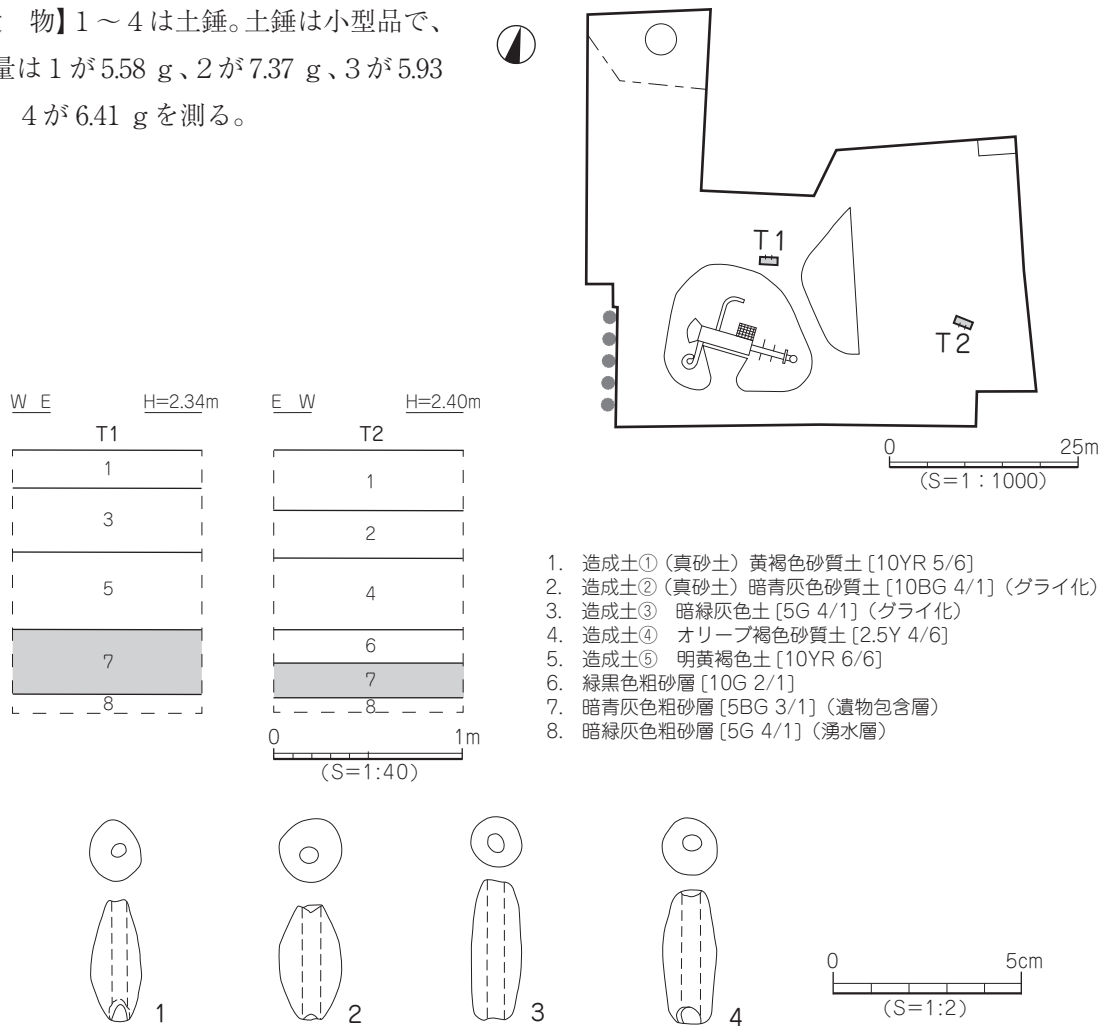 物】1～4は土錘。土錘は小型品で、
量は1が5.58 g、2が7.37 g、3が5.93
4が6.41 gを測る。
T1
T2
0 25m
(S=1：1000)
W E H=2.34m
T1
1
3
5
7
8
E W H=2.40m
T2
1
2
4
6
7
8
0 1m
(S=1:40)
1. 造成土①（真砂土）黄褐色砂質土［10YR 5/6］
2. 造成土②（真砂土）暗青灰色砂質土［10BG 4/1］（グライ化）
3. 造成土③　暗緑灰色土［5G 4/1］（グライ化）
4. 造成土④　オリーブ褐色砂質土［2.5Y 4/6］
5. 造成土⑤　明黄褐色土［10YR 6/6］
6. 緑黒色粗砂層［10G 2/1］
7. 暗青灰色粗砂層［5BG 3/1］（遺物包含層）
8. 暗緑灰色粗砂層［5G 4/1］（湧水層）
1
2
3
4
0 5cm
(S=1:2)